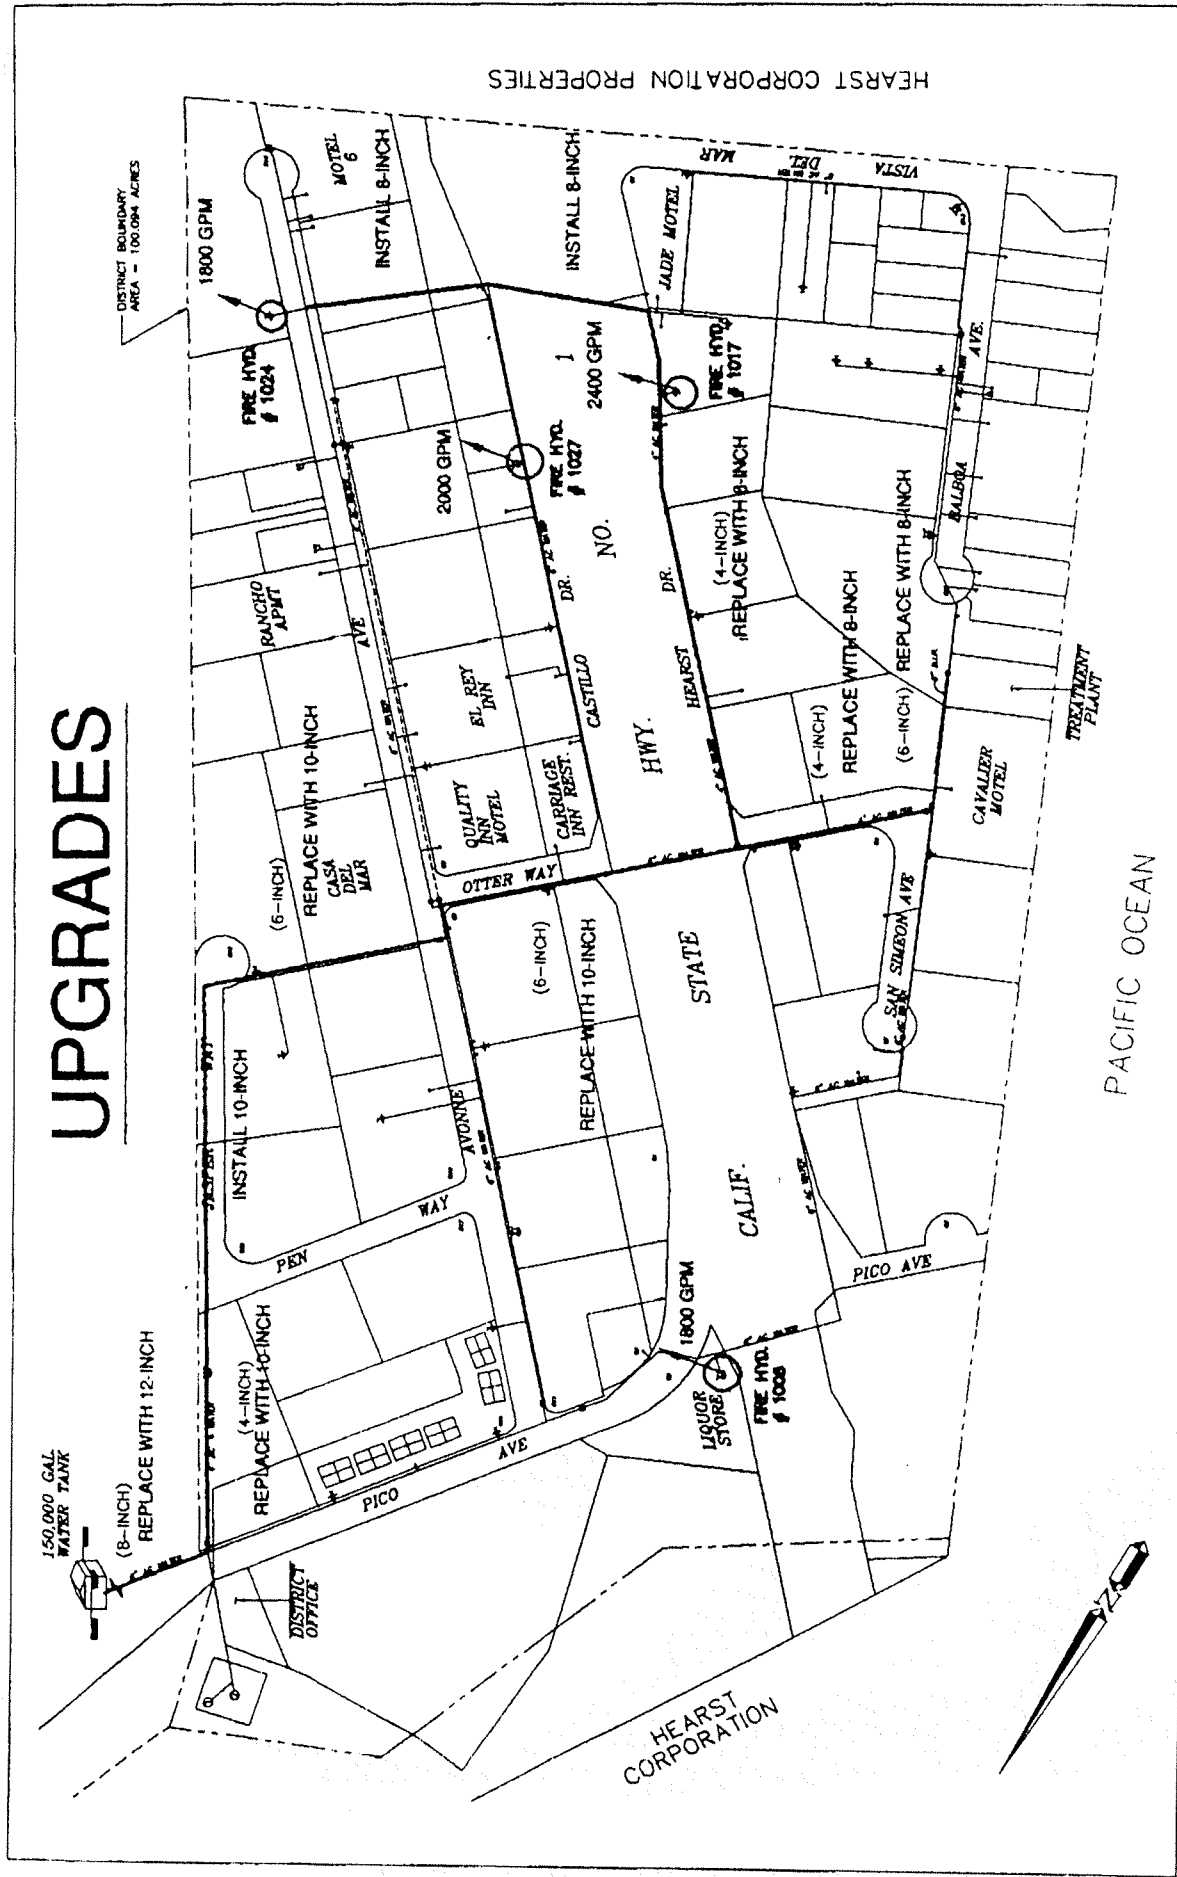 UPGRADES
150,000 GAL
WATER TANK
(8-INCH)
REPLACE WITH 12-INCH
DISTRICT BOUNDARY
AREA = 100.094 ACRES
HEARST CORPORATION PROPERTIES
1800 GPM
FIRE HYD.
# 1024
MOTEL
6
INSTALL 8-INCH
JASPER WAY
INSTALL 10-INCH
(4-INCH)
REPLACE WITH 10-INCH
PEN WAY
(6-INCH)
REPLACE WITH 10-INCH
CASA
DEL
MAR
RANCHO
APMT
AVE
AVONNE
DISTRICT
OFFICE
PICO AVE
QUALITY
INN
MOTEL
EL REY
INN
CARRIAGE
INN REST.
OTTER WAY
CASTILLO DR.
2000 GPM
FIRE HYD.
# 1027
INSTALL 8-INCH
(6-INCH)
REPLACE WITH 10-INCH
CALIF. STATE HWY. NO. 1
2400 GPM
FIRE HYD.
# 1017
JADE MOTEL
VISTA DEL MAR
HEARST DR.
(4-INCH)
REPLACE WITH 8-INCH
(4-INCH)
REPLACE WITH 8-INCH
(6-INCH) REPLACE WITH 8-INCH
BALBOA AVE.
1800 GPM
FIRE HYD.
# 1008
LIQUOR
STORE
PICO AVE
SAN SIMEON AVE
CAVALIER
MOTEL
TREATMENT
PLANT
HEARST
CORPORATION
PACIFIC OCEAN
N